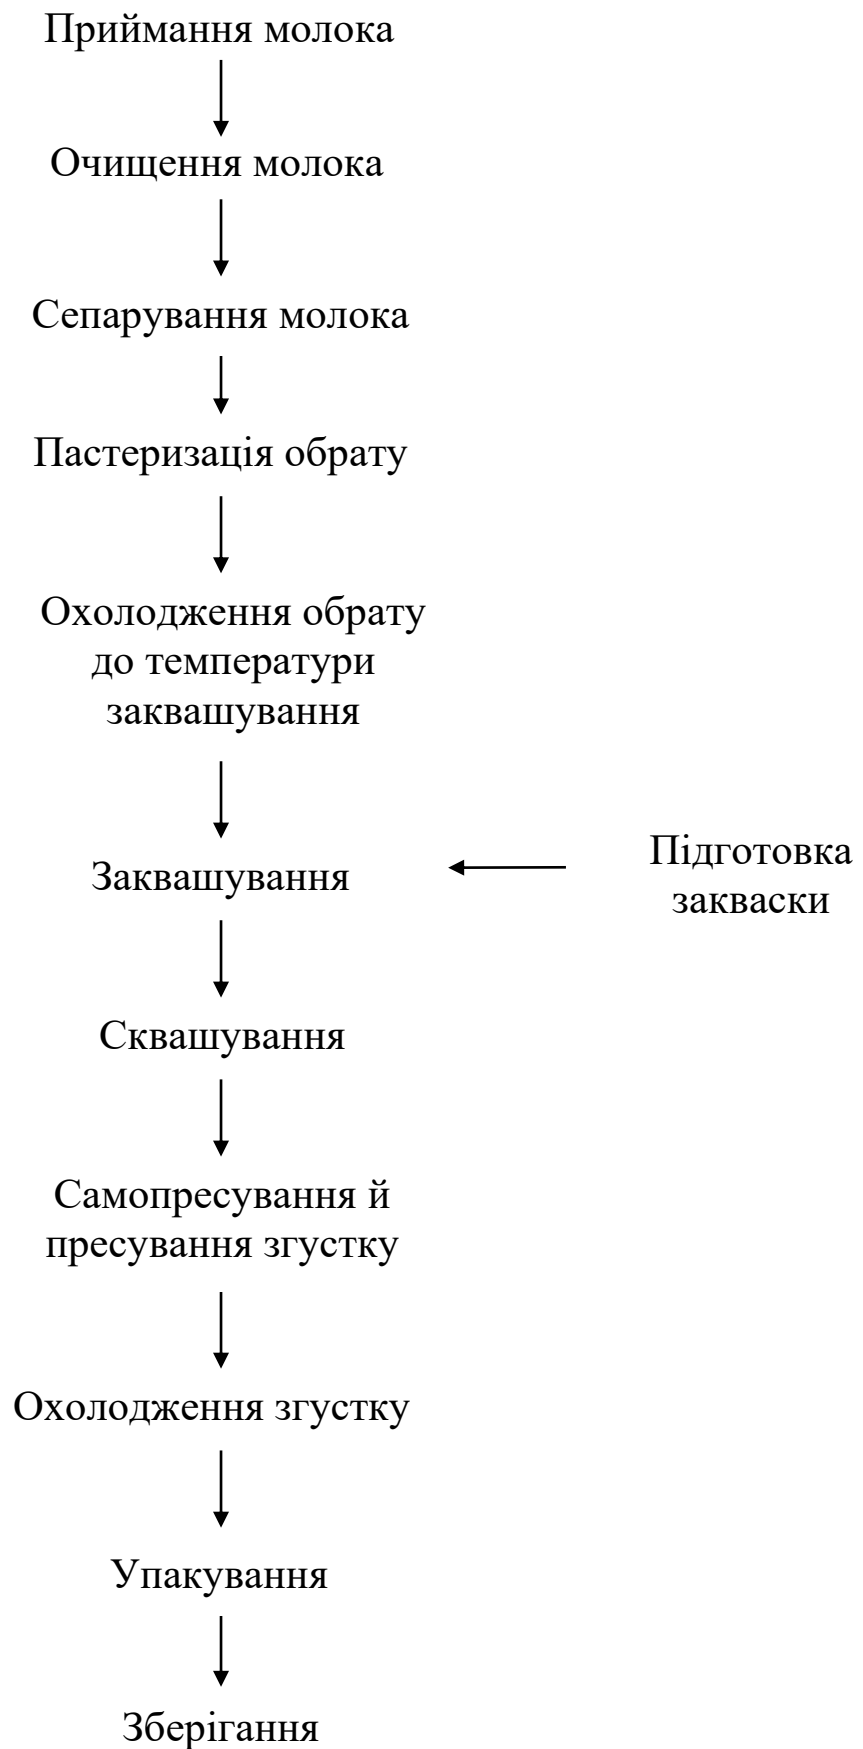 Приймання молока
Очищення молока
Сепарування молока
Пастеризація обрату
Охолодження обрату
до температури
заквашування
Заквашування
Підготовка
закваски
Сквашування
Самопресування й
пресування згустку
Охолодження згустку
Упакування
Зберігання